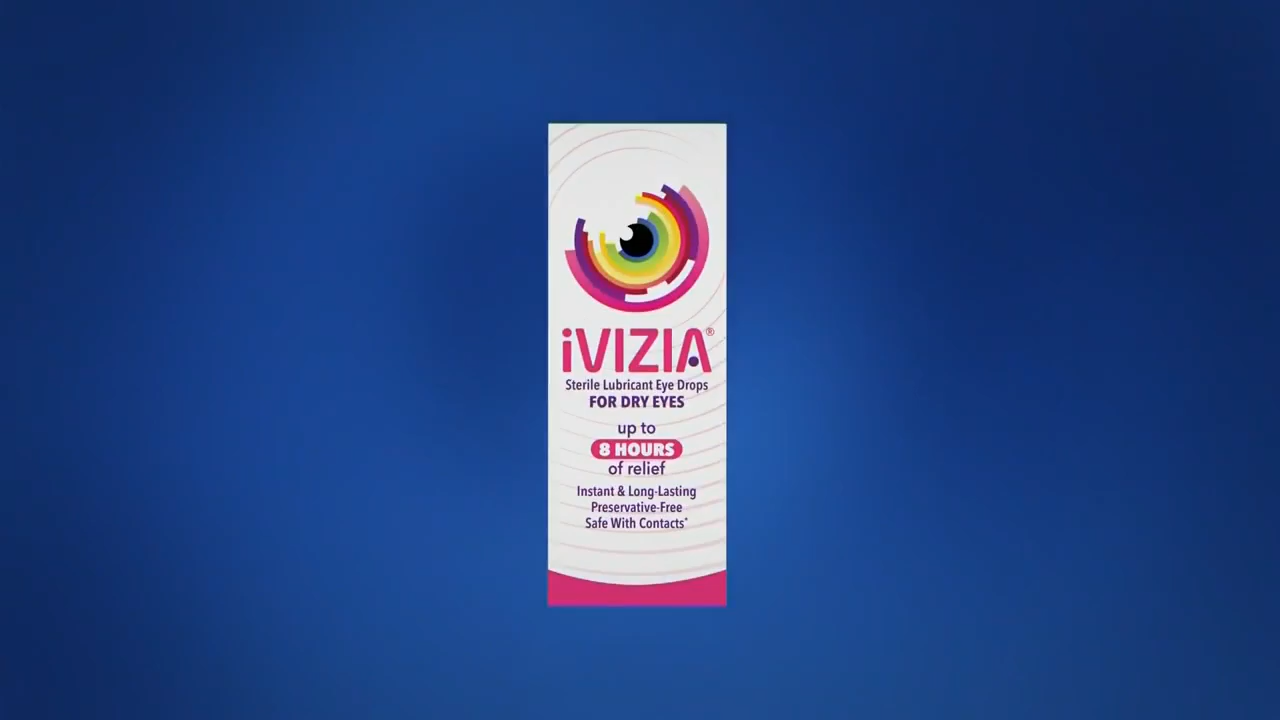 iVIZIA®
Sterile Lubricant Eye Drops
FOR DRY EYES
up to
8 HOURS
of relief
Instant & Long-Lasting
Preservative-Free
Safe With Contacts*